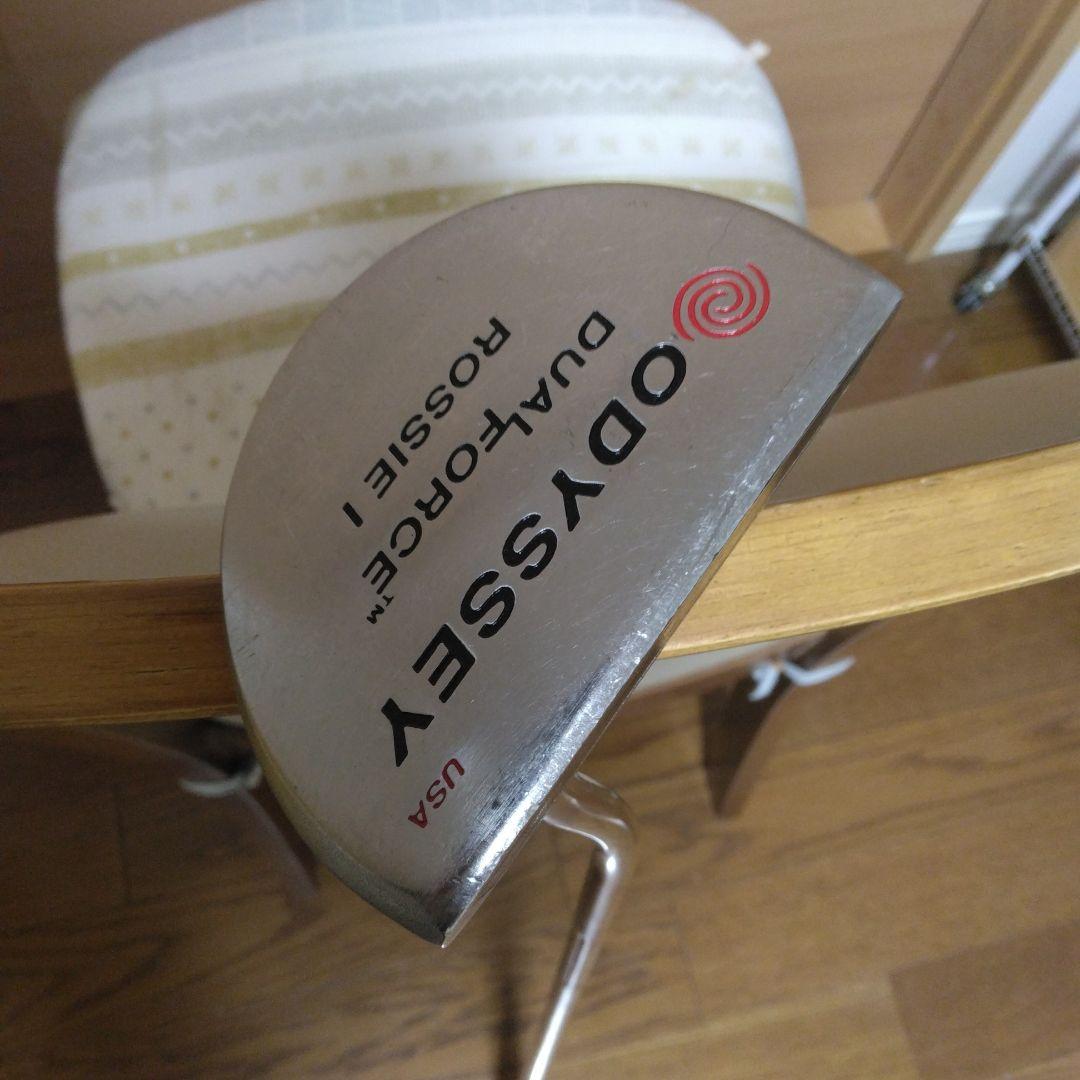 ODYSSEY
DUAL FORCE™
ROSSIE I
USA